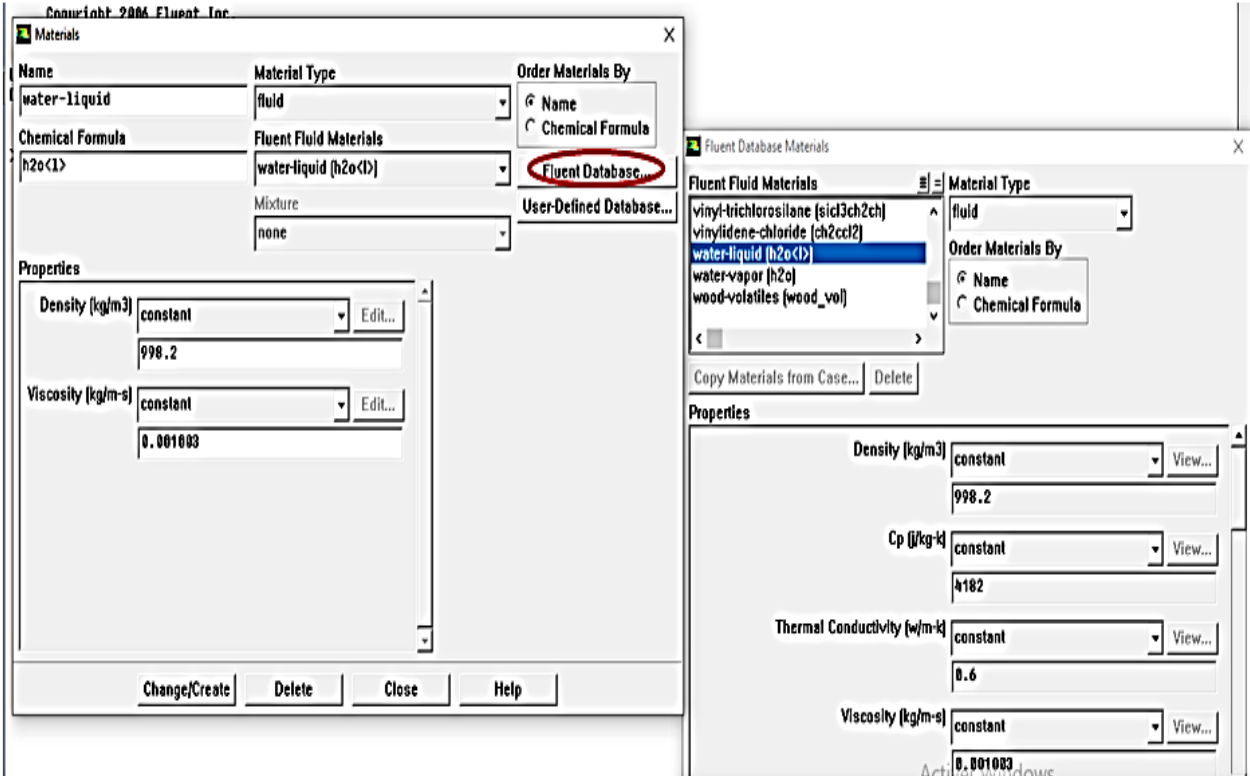 Copyright 2006 Fluent Inc.
Materials
X
Name
water-liquid
Material Type
fluid
Order Materials By
Name
Chemical Formula
Chemical Formula
h2o<l>
Fluent Fluid Materials
water-liquid (h2o<l>)
Fluent Database...
User-Defined Database...
Mixture
none
Properties
Density (kg/m3)
constant
Edit...
998.2
Viscosity (kg/m-s)
constant
Edit...
0.001003
Change/Create
Delete
Close
Help
Fluent Database Materials
X
Fluent Fluid Materials
vinyl-trichlorosilane (sicl3ch2ch)
vinylidene-chloride (ch2ccl2)
water-liquid (h2o<l>)
water-vapor (h2o)
wood-volatiles (wood_vol)
Material Type
fluid
Order Materials By
Name
Chemical Formula
Copy Materials from Case...
Delete
Properties
Density (kg/m3)
constant
View...
998.2
Cp (j/kg-k)
constant
View...
4182
Thermal Conductivity (w/m-k)
constant
View...
0.6
Viscosity (kg/m-s)
constant
View...
0.001003